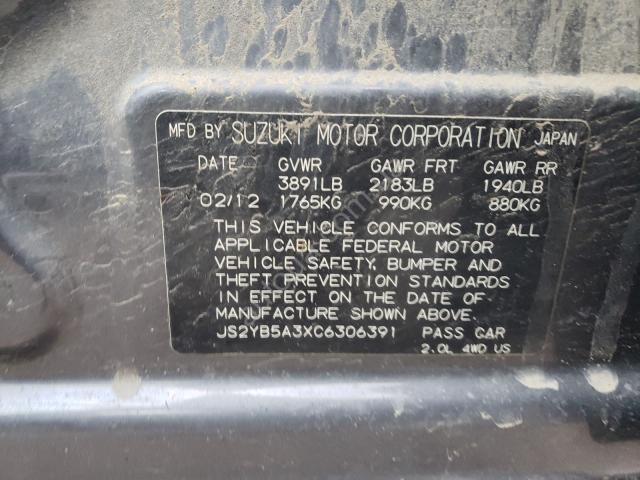 MFD BY SUZUKI MOTOR CORPORATION JAPAN
DATE GVWR GAWR FRT GAWR RR
3891LB 2183LB 1940LB
02/12 1765KG 990KG 880KG
THIS VEHICLE CONFORMS TO ALL
APPLICABLE FEDERAL MOTOR
VEHICLE SAFETY, BUMPER AND
THEFT PREVENTION STANDARDS
IN EFFECT ON THE DATE OF
MANUFACTURE SHOWN ABOVE.
JS2YB5A3XC6306391 PASS CAR
2.0L 4WD US